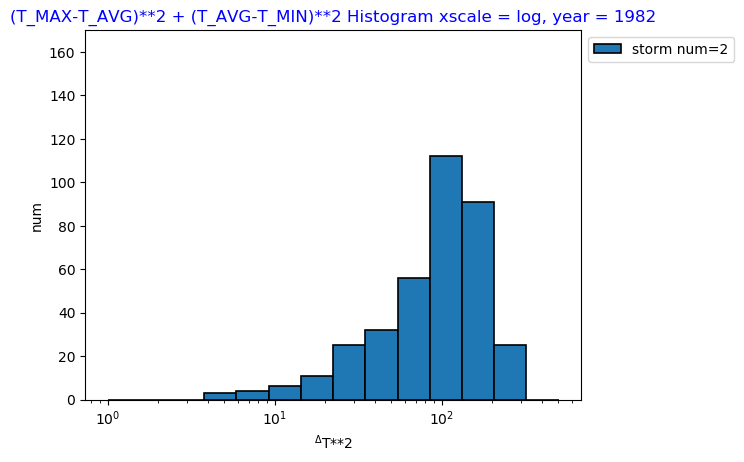 (T_MAX-T_AVG)**2 + (T_AVG-T_MIN)**2 Histogram xscale = log, year = 1982
storm num=2
160
140
120
100
80
60
40
20
0
num
10⁰ 10¹ 10²
ΔT**2